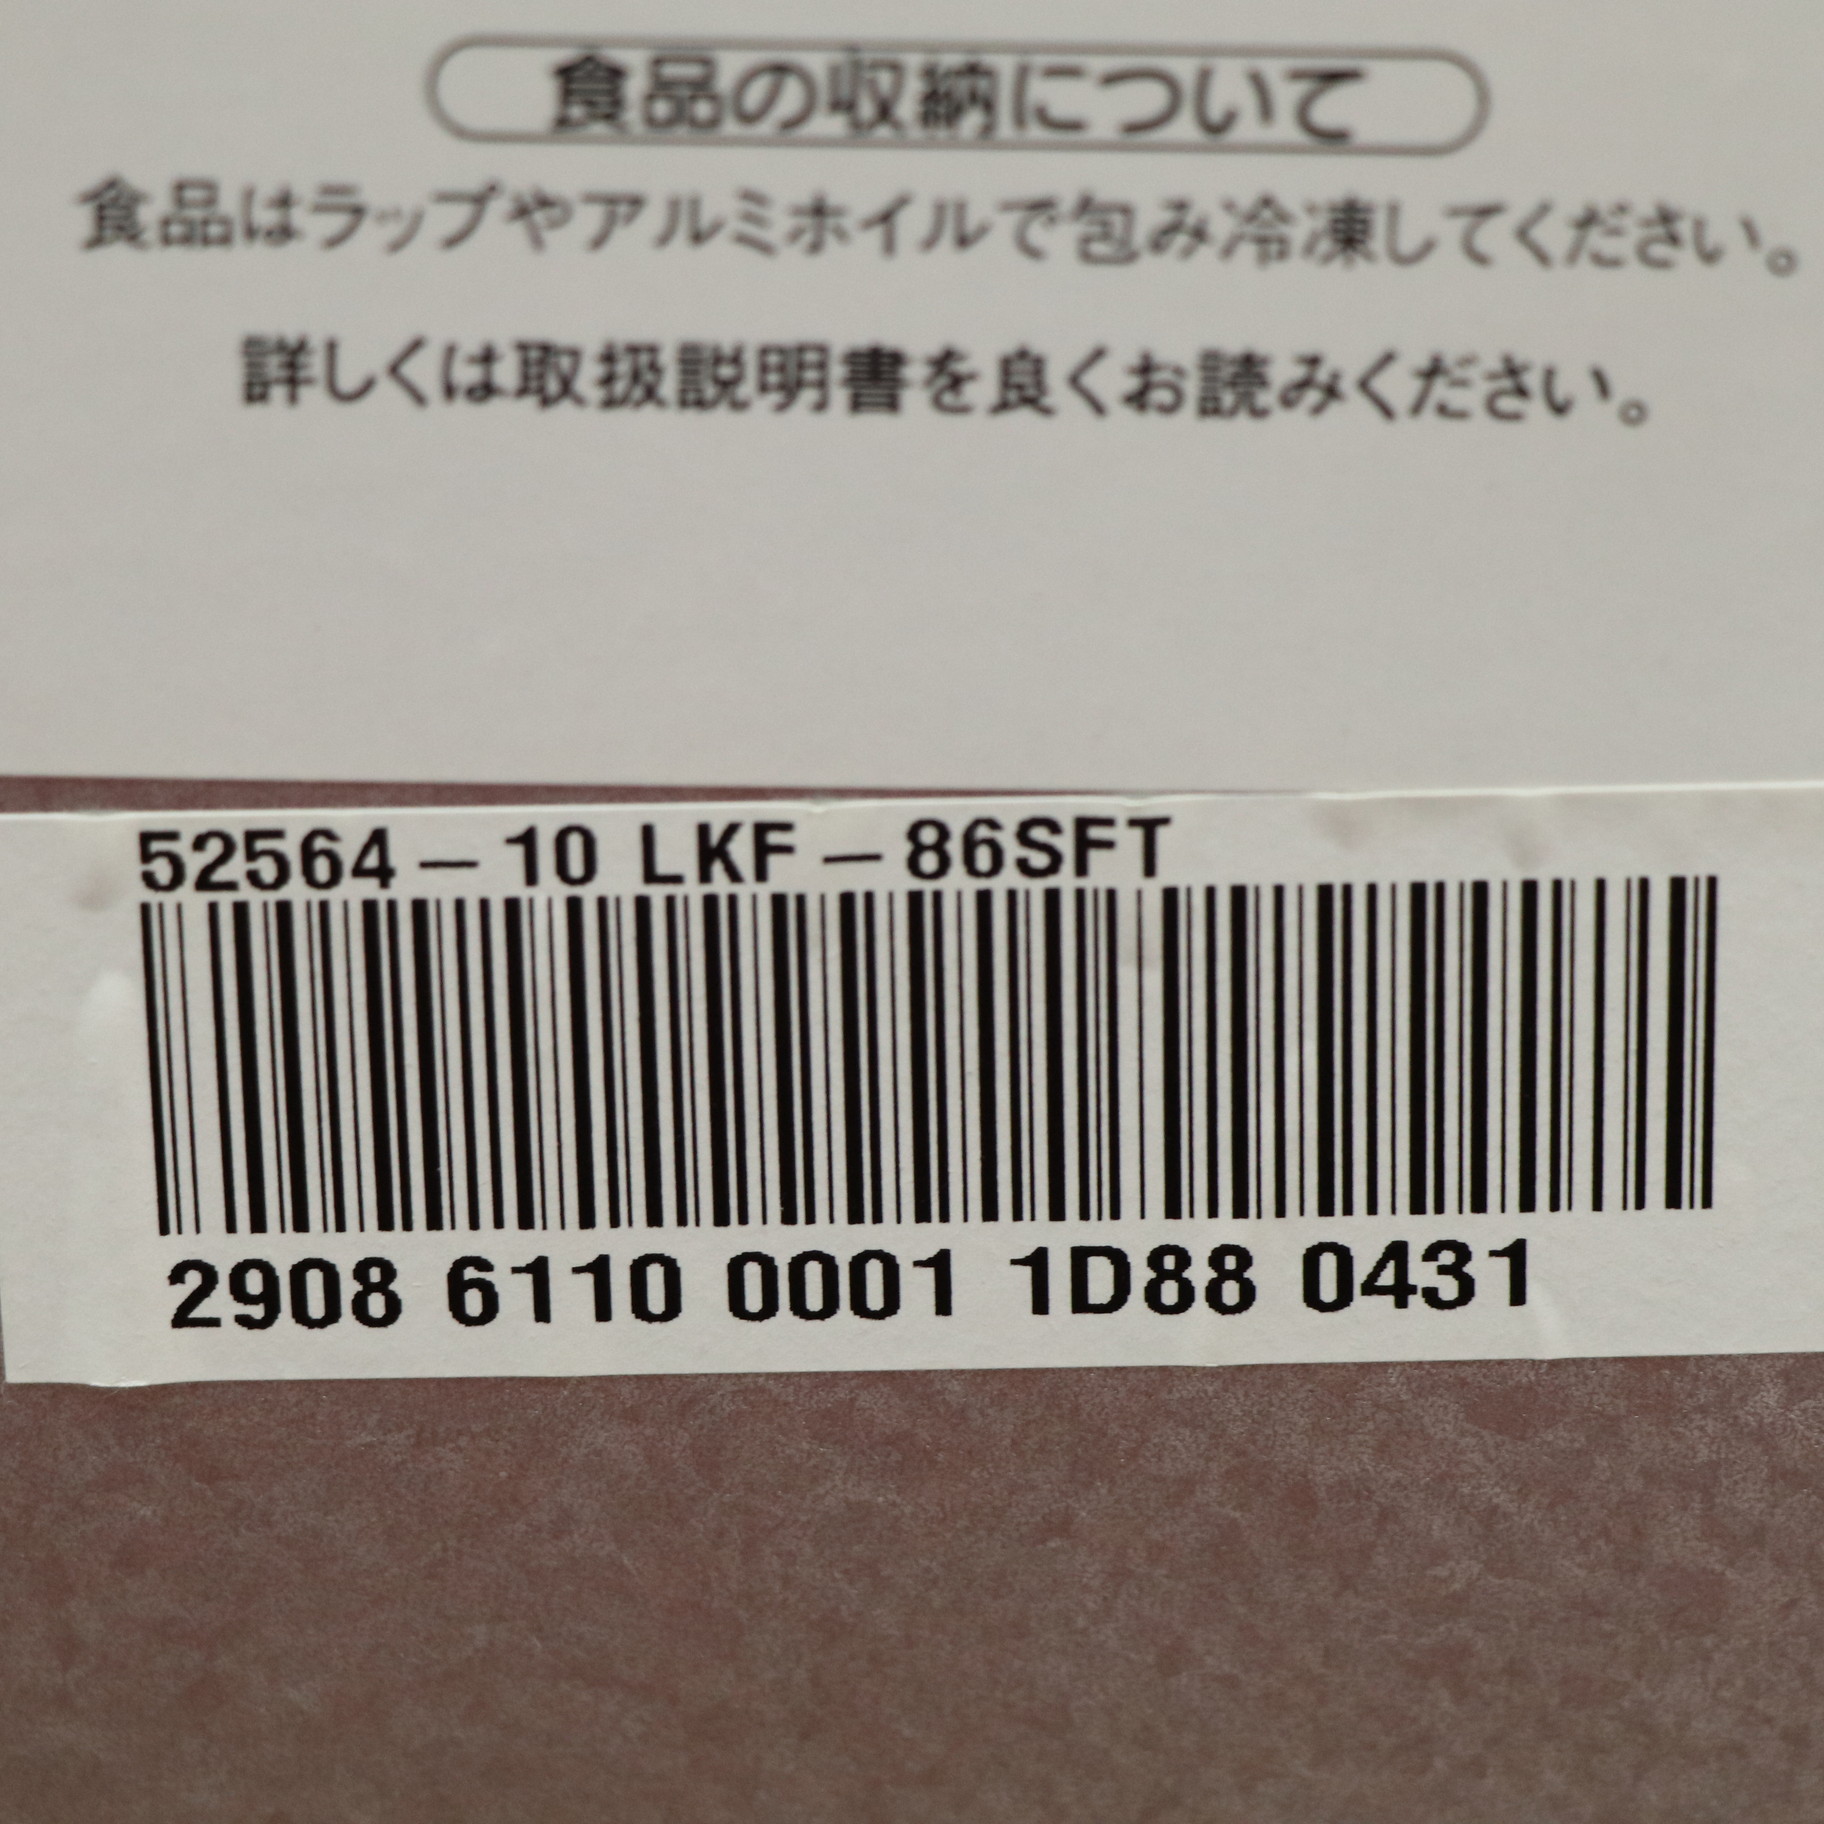 食品の収納について
食品はラップやアルミホイルで包み冷凍してください。
詳しくは取扱説明書を良くお読みください。
52564-10 LKF-86SFT
2908 6110 0001 1D88 0431